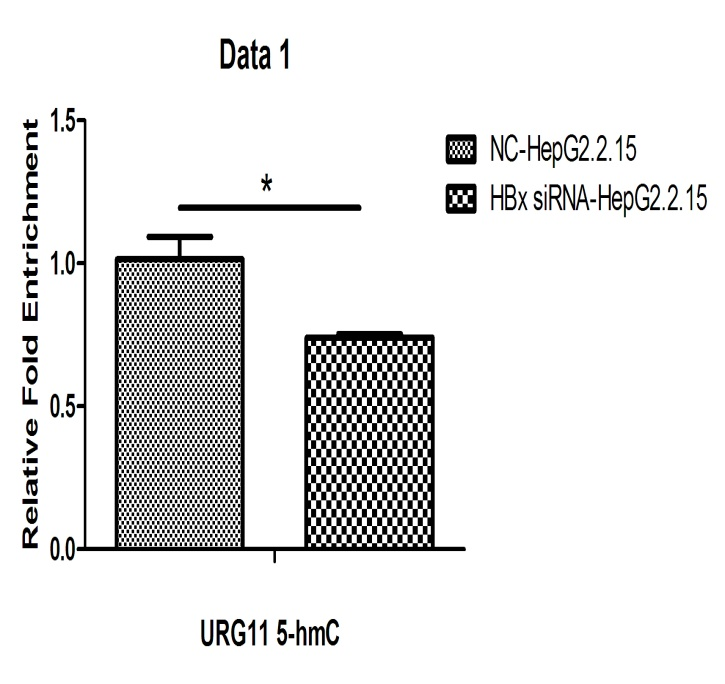 Data 1
Relative Fold Entrichment
1.5
1.0
0.5
0.0
*
NC-HepG2.2.15
HBx siRNA-HepG2.2.15
URG11 5-hmC